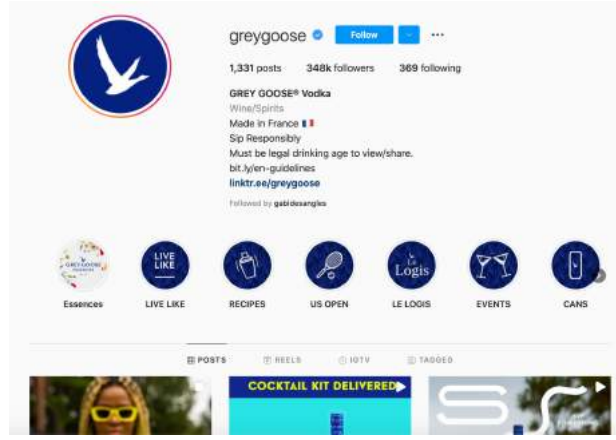 greygoose Follow
1,331 posts 348k followers 369 following
GREY GOOSE® Vodka
Wine/Spirits
Made in France 🇫🇷
Sip Responsibly
Must be legal drinking age to view/share.
bit.ly/en-guidelines
linktr.ee/greygoose
Followed by gabidesangles
GREY GOOSE
LIVE LIKE
Le Logis
Essences LIVE LIKE RECIPES US OPEN LE LOGIS EVENTS CANS
POSTS REELS IGTV TAGGED
COCKTAIL KIT DELIVERED